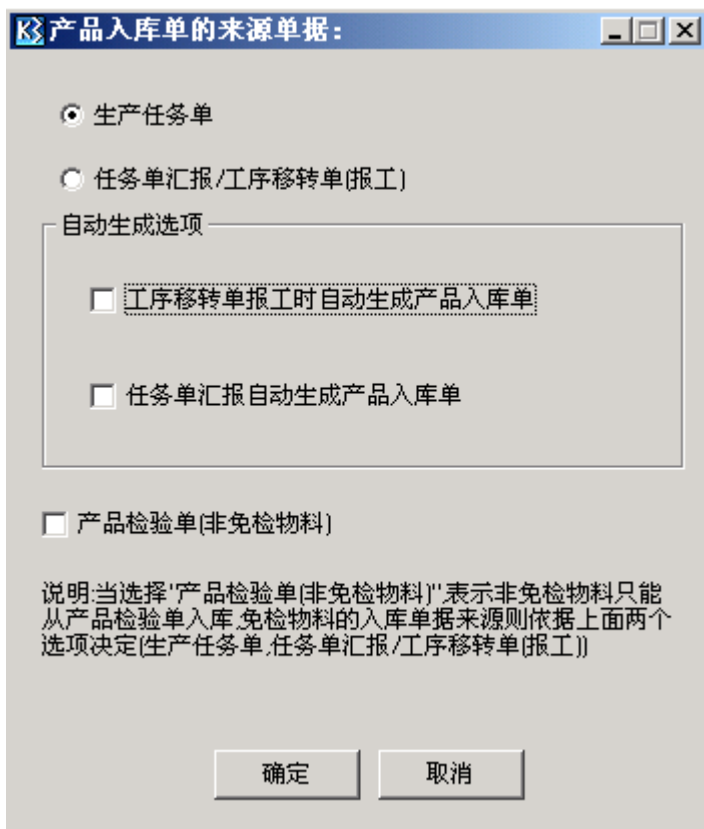 K3 产品入库单的来源单据:
生产任务单
任务单汇报/工序移转单(报工)
自动生成选项
工序移转单报工时自动生成产品入库单
任务单汇报自动生成产品入库单
产品检验单(非免检物料)
说明:当选择"产品检验单(非免检物料)",表示非免检物料只能
从产品检验单入库,免检物料的入库单据来源则依据上面两个
选项决定(生产任务单,任务单汇报/工序移转单(报工))
确定 取消